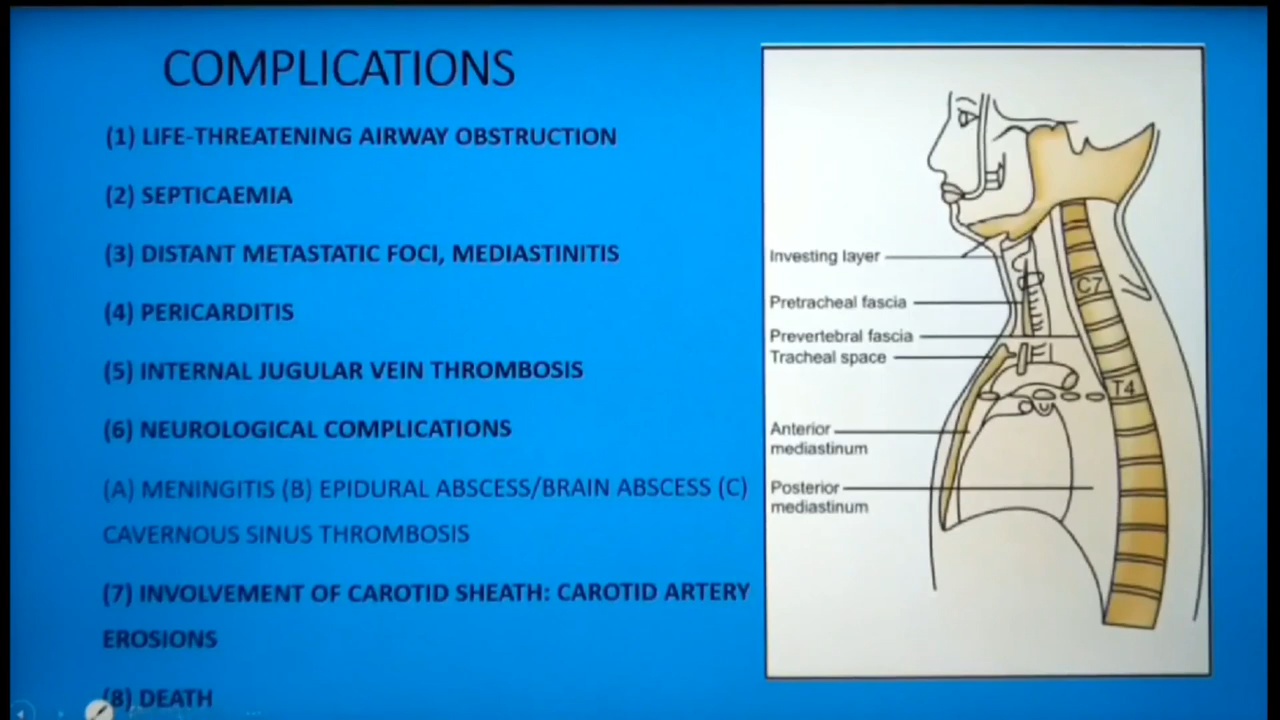 COMPLICATIONS
(1) LIFE-THREATENING AIRWAY OBSTRUCTION
(2) SEPTICAEMIA
(3) DISTANT METASTATIC FOCI, MEDIASTINITIS
(4) PERICARDITIS
(5) INTERNAL JUGULAR VEIN THROMBOSIS
(6) NEUROLOGICAL COMPLICATIONS
(A) MENINGITIS (B) EPIDURAL ABSCESS/BRAIN ABSCESS (C)
CAVERNOUS SINUS THROMBOSIS
(7) INVOLVEMENT OF CAROTID SHEATH: CAROTID ARTERY
EROSIONS
(8) DEATH
Investing layer
Pretracheal fascia
Prevertebral fascia
Tracheal space
Anterior
mediastinum
Posterior
mediastinum
C7
T4